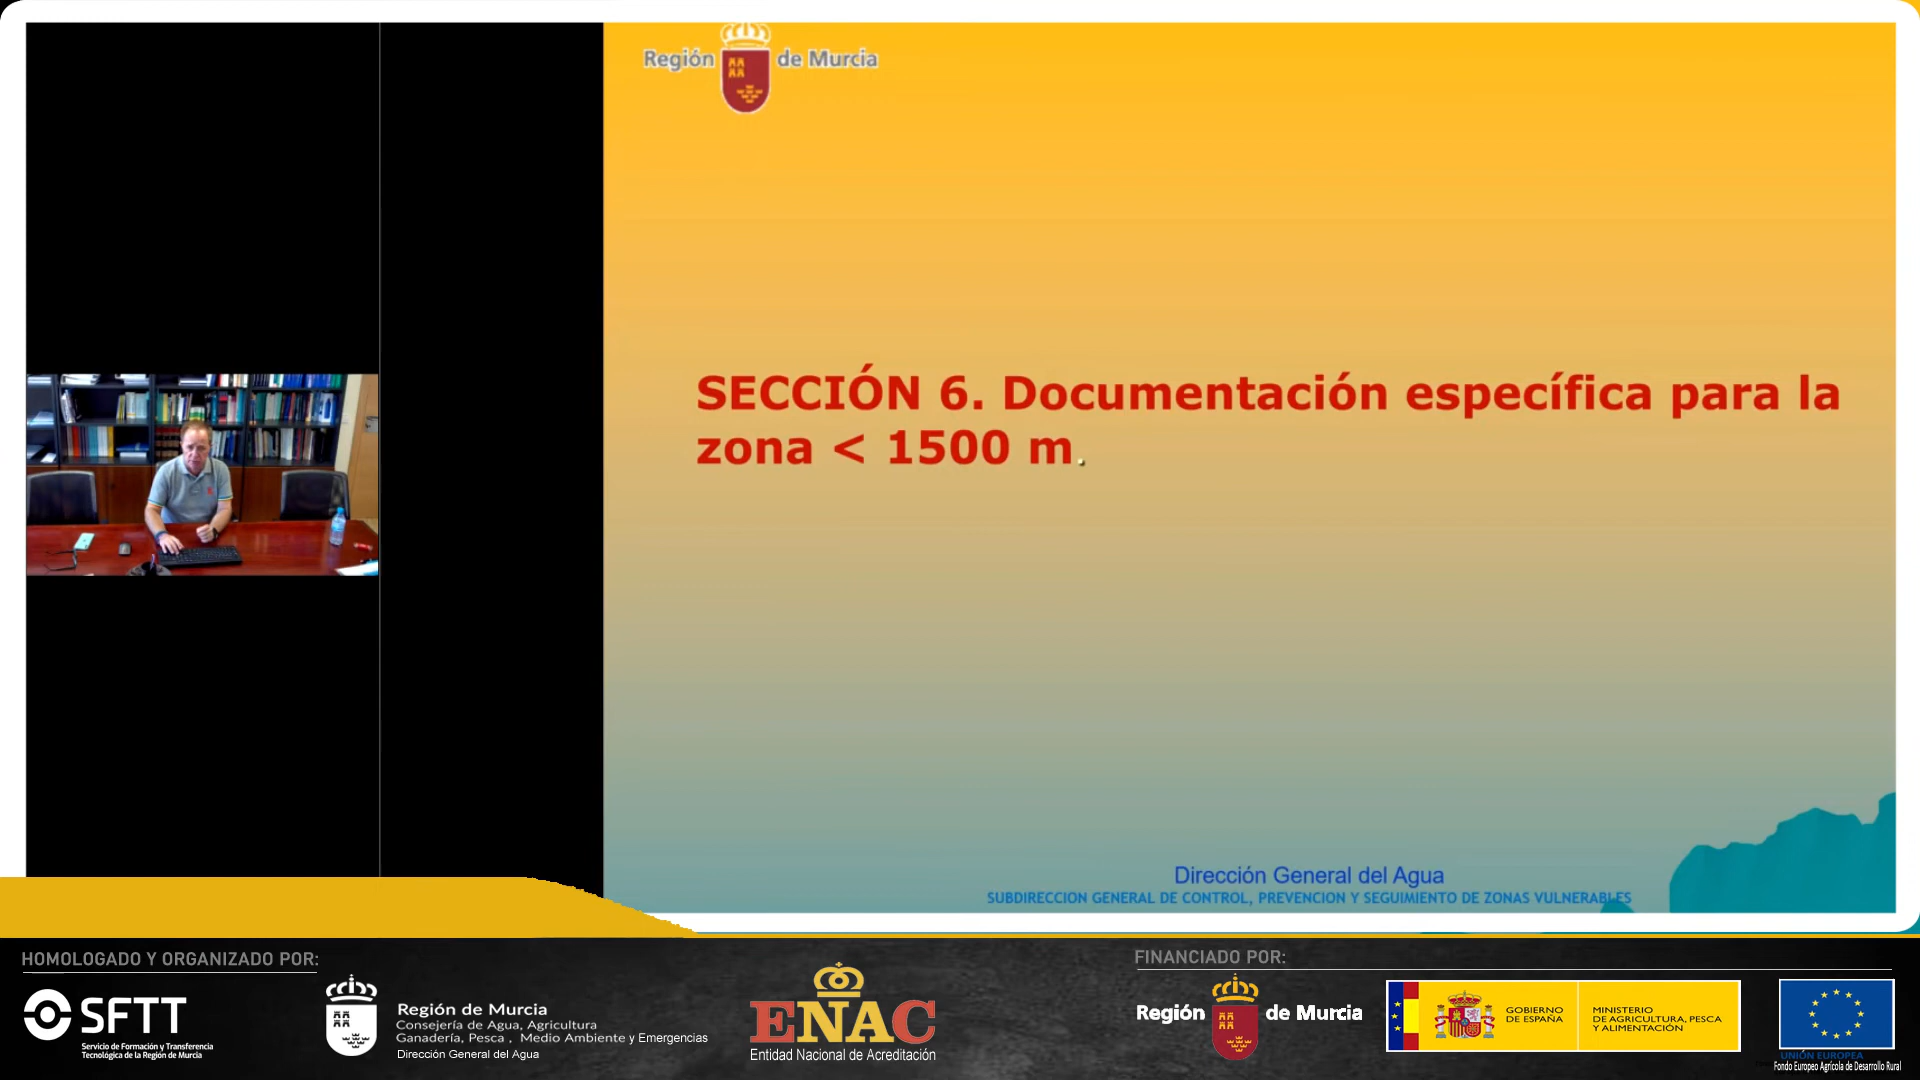 Región de Murcia
SECCIÓN 6. Documentación específica para la
zona < 1500 m.
Dirección General del Agua
SUBDIRECCION GENERAL DE CONTROL, PREVENCION Y SEGUIMIENTO DE ZONAS VULNERABLES
HOMOLOGADO Y ORGANIZADO POR:
SFTT
Servicio de Formación y Transferencia
Tecnológica de la Región de Murcia
Región de Murcia
Consejería de Agua, Agricultura
Ganadería, Pesca , Medio Ambiente y Emergencias
Dirección General del Agua
ENAC
Entidad Nacional de Acreditación
FINANCIADO POR:
Región de Murcia
GOBIERNO
DE ESPAÑA
MINISTERIO
DE AGRICULTURA, PESCA
Y ALIMENTACIÓN
UNIÓN EUROPEA
Fondo Europeo Agrícola de Desarrollo Rural